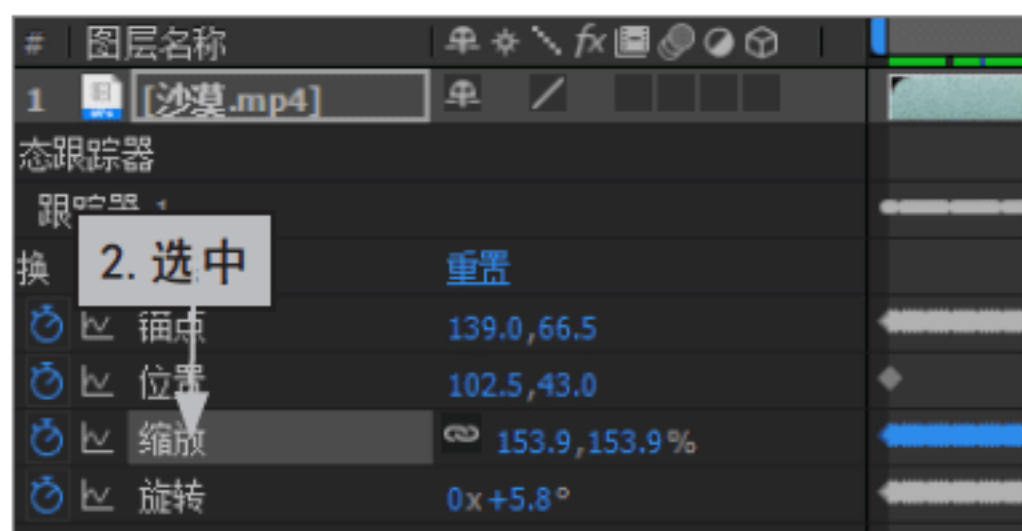 # 图层名称 fx
1 [沙漠.mp4]
态跟踪器
跟踪器 1
2. 选中
换 重置
锚点 139.0,66.5
位置 102.5,43.0
缩放 153.9,153.9%
旋转 0x+5.8°